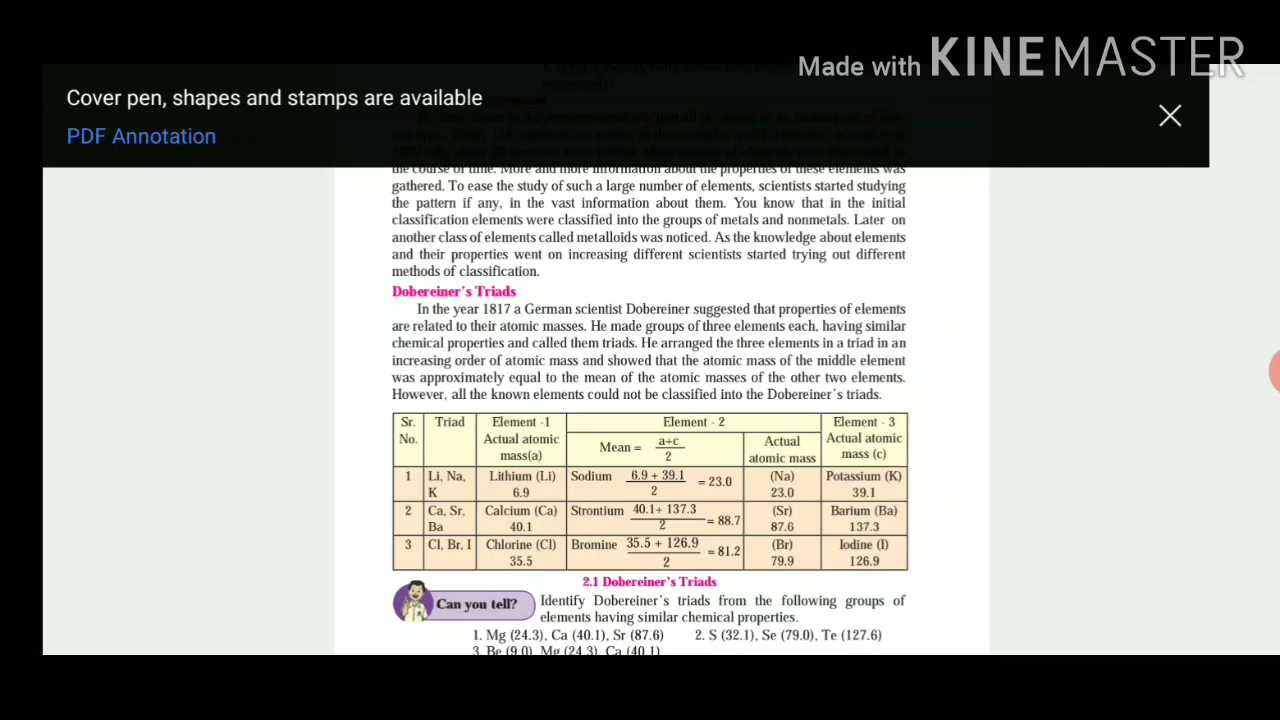 Made with KINEMASTER
Cover pen, shapes and stamps are available
PDF Annotation
the course of time. More and more information about the properties of these elements was
gathered. To ease the study of such a large number of elements, scientists started studying
the pattern if any, in the vast information about them. You know that in the initial
classification elements were classified into the groups of metals and nonmetals. Later on
another class of elements called metalloids was noticed. As the knowledge about elements
and their properties went on increasing different scientists started trying out different
methods of classification.
Dobereiner's Triads
In the year 1817 a German scientist Dobereiner suggested that properties of elements
are related to their atomic masses. He made groups of three elements each, having similar
chemical properties and called them triads. He arranged the three elements in a triad in an
increasing order of atomic mass and showed that the atomic mass of the middle element
was approximately equal to the mean of the atomic masses of the other two elements.
However, all the known elements could not be classified into the Dobereiner's triads.
Sr. No. Triad Element -1 Actual atomic mass(a) Element - 2 Mean = a+c / 2 Actual atomic mass Element - 3 Actual atomic mass (c)
1 Li, Na, K Lithium (Li) 6.9 Sodium 6.9 + 39.1 / 2 = 23.0 (Na) 23.0 Potassium (K) 39.1
2 Ca, Sr, Ba Calcium (Ca) 40.1 Strontium 40.1+ 137.3 / 2 = 88.7 (Sr) 87.6 Barium (Ba) 137.3
3 Cl, Br, I Chlorine (Cl) 35.5 Bromine 35.5 + 126.9 / 2 = 81.2 (Br) 79.9 Iodine (I) 126.9
2.1 Dobereiner's Triads
Can you tell? Identify Dobereiner's triads from the following groups of
elements having similar chemical properties.
1. Mg (24.3), Ca (40.1), Sr (87.6) 2. S (32.1), Se (79.0), Te (127.6)
3. Be (9.0), Mg (24.3), Ca (40.1)